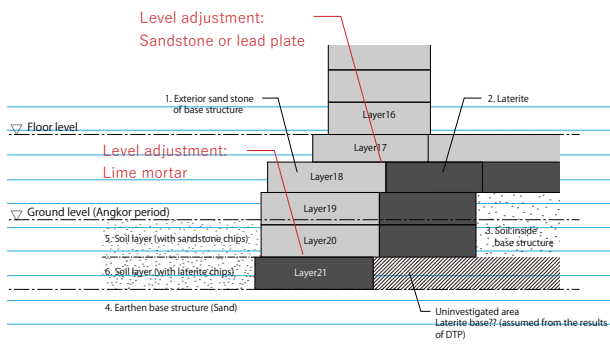 Level adjustment:
Sandstone or lead plate
1. Exterior sand stone
of base structure
2. Laterite
Layer16
Floor level
Layer17
Level adjustment:
Lime mortar
Layer18
Layer19
Ground level (Angkor period)
3. Soil inside
base structure
5. Soil layer (with sandstone chips)
Layer20
6. Soil layer (with laterite chips)
Layer21
4. Earthen base structure (Sand)
Uninvestigated area
Laterite base?? (assumed from the results
of DTP)